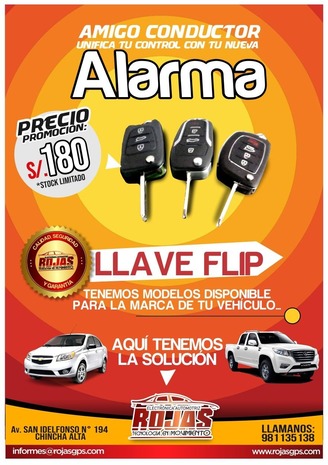 AMIGO CONDUCTOR
UNIFICA TU CONTROL CON TU NUEVA
Alarma
PRECIO
PROMOCIÓN:
S/.180
*STOCK LIMITADO
CALIDAD, SEGURIDAD
ROJAS
Y GARANTÍA
LLAVE FLIP
TENEMOS MODELOS DISPONIBLE
PARA LA MARCA DE TU VEHÍCULO...
AQUÍ TENEMOS
LA SOLUCIÓN
ELECTRONICA AUTOMOTRIZ
ROJAS
TECNOLOGÍA EN MOVIMIENTO
Av. SAN IDELFONSO N° 194
CHINCHA ALTA
LLAMANOS:
981135138
informes@rojasgps.com
www.rojasgps.com